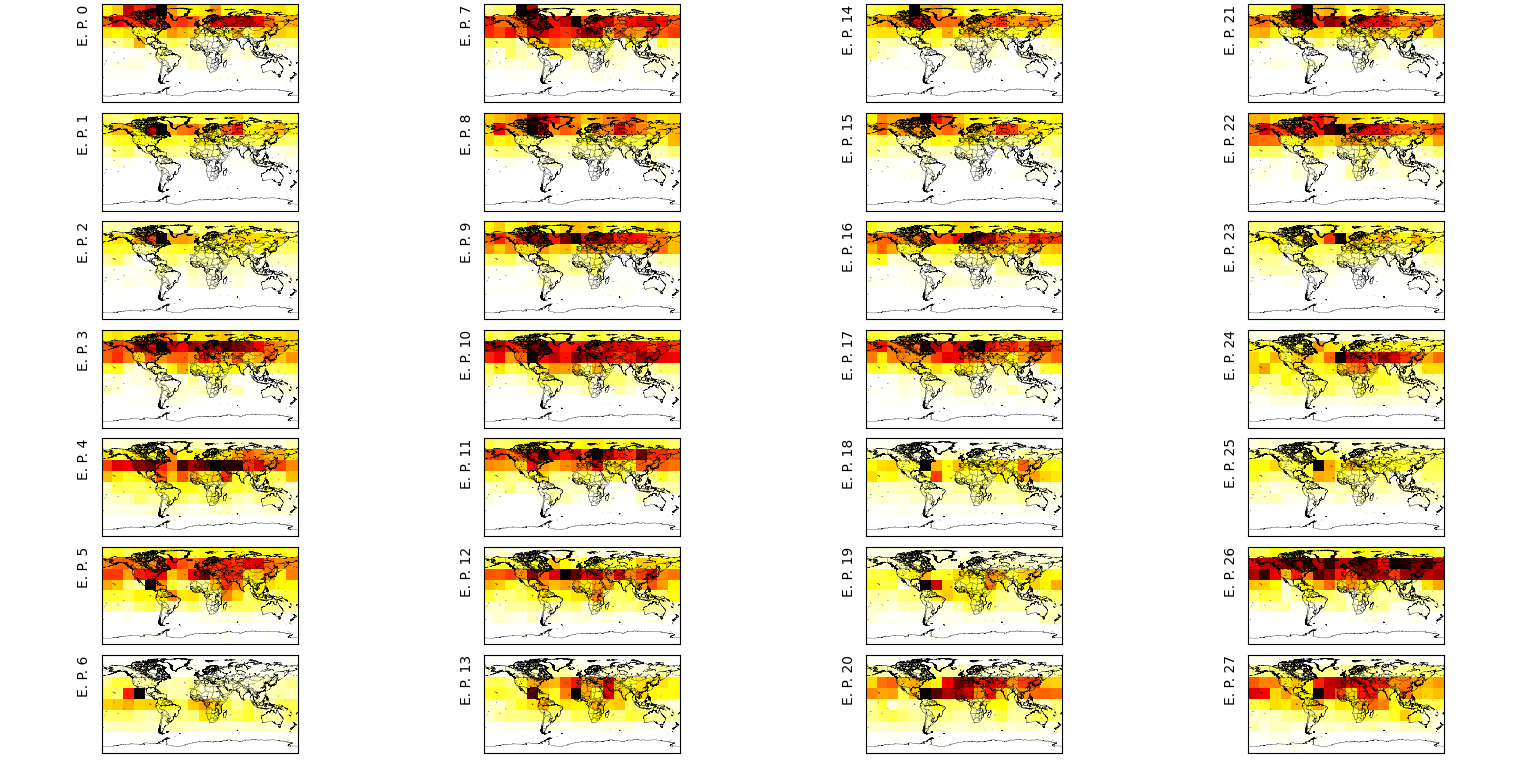 E. P. 0
E. P. 7
E. P. 14
E. P. 21
E. P. 1
E. P. 8
E. P. 15
E. P. 22
E. P. 2
E. P. 9
E. P. 16
E. P. 23
E. P. 3
E. P. 10
E. P. 17
E. P. 24
E. P. 4
E. P. 11
E. P. 18
E. P. 25
E. P. 5
E. P. 12
E. P. 19
E. P. 26
E. P. 6
E. P. 13
E. P. 20
E. P. 27